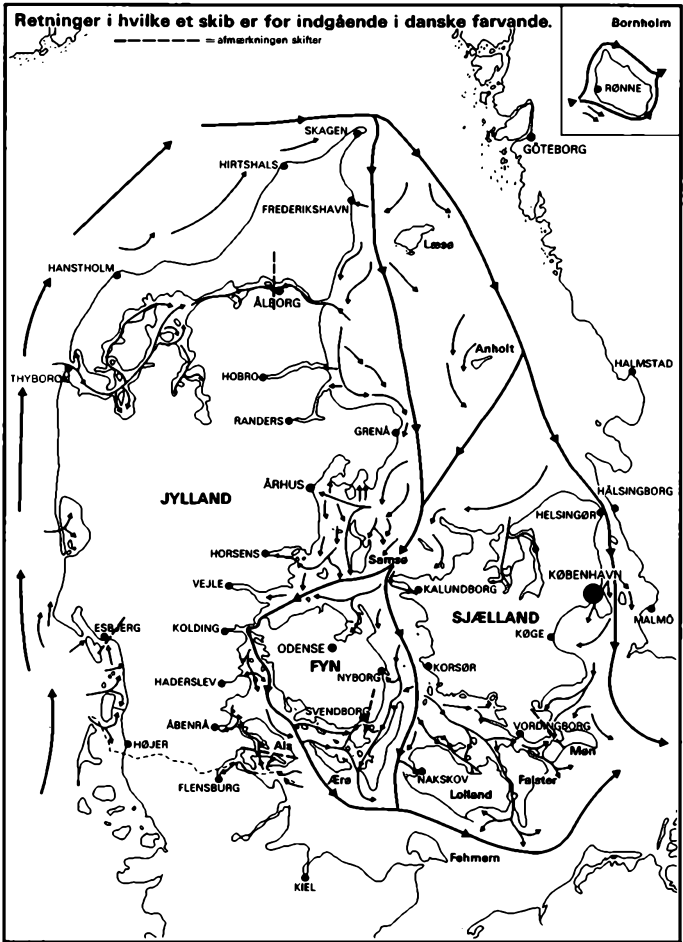 Retninger i hvilke et skib er for indgående i danske farvande.
= afmærkningen skifter
Bornholm
RØNNE
SKAGEN
GÖTEBORG
HIRTSHALS
FREDERIKSHAVN
Læsø
HANSTHOLM
ÅLBORG
Anholt
HALMSTAD
THYBORØN
HOBRO
RANDERS
GRENÅ
ÅRHUS
JYLLAND
HÄLSINGBORG
HELSINGØR
HORSENS
Samsø
KØBENHAVN
VEJLE
KALUNDBORG
SJÆLLAND
MALMÖ
ESBJERG
KOLDING
KØGE
ODENSE
FYN
KORSØR
NYBORG
HADERSLEV
SVENDBORG
ÅBENRÅ
VORDINGBORG
HØJER
Als
Møn
FLENSBURG
Ærø
NAKSKOV
Falster
Lolland
Fehmern
KIEL